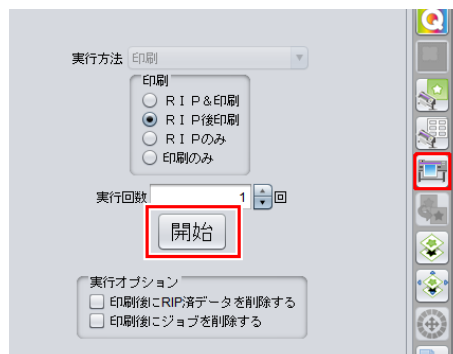 実行方法 印刷
印刷
ＲＩＰ＆印刷
ＲＩＰ後印刷
ＲＩＰのみ
印刷のみ
実行回数 1 回
開始
実行オプション
印刷後にRIP済データを削除する
印刷後にジョブを削除する